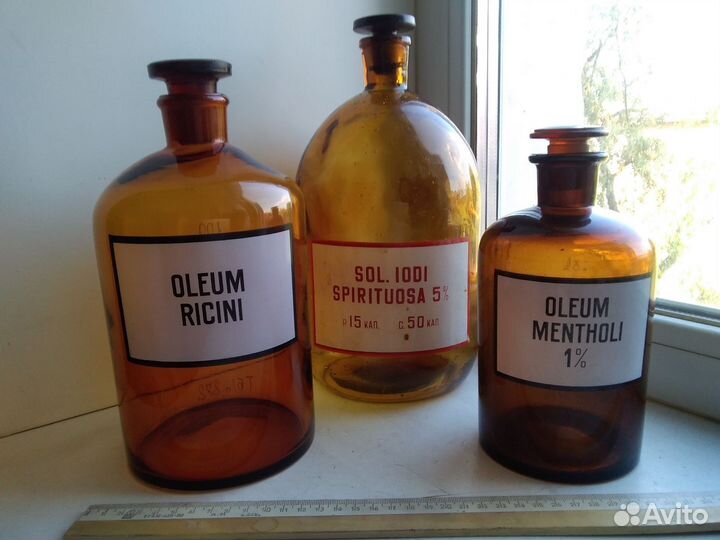 OLEUM
RICINI
SOL. IODI
SPIRITUOSA 5%
Р. 15 КАП. С. 50 КАП.
OLEUM
MENTHOLI
1%
Avito